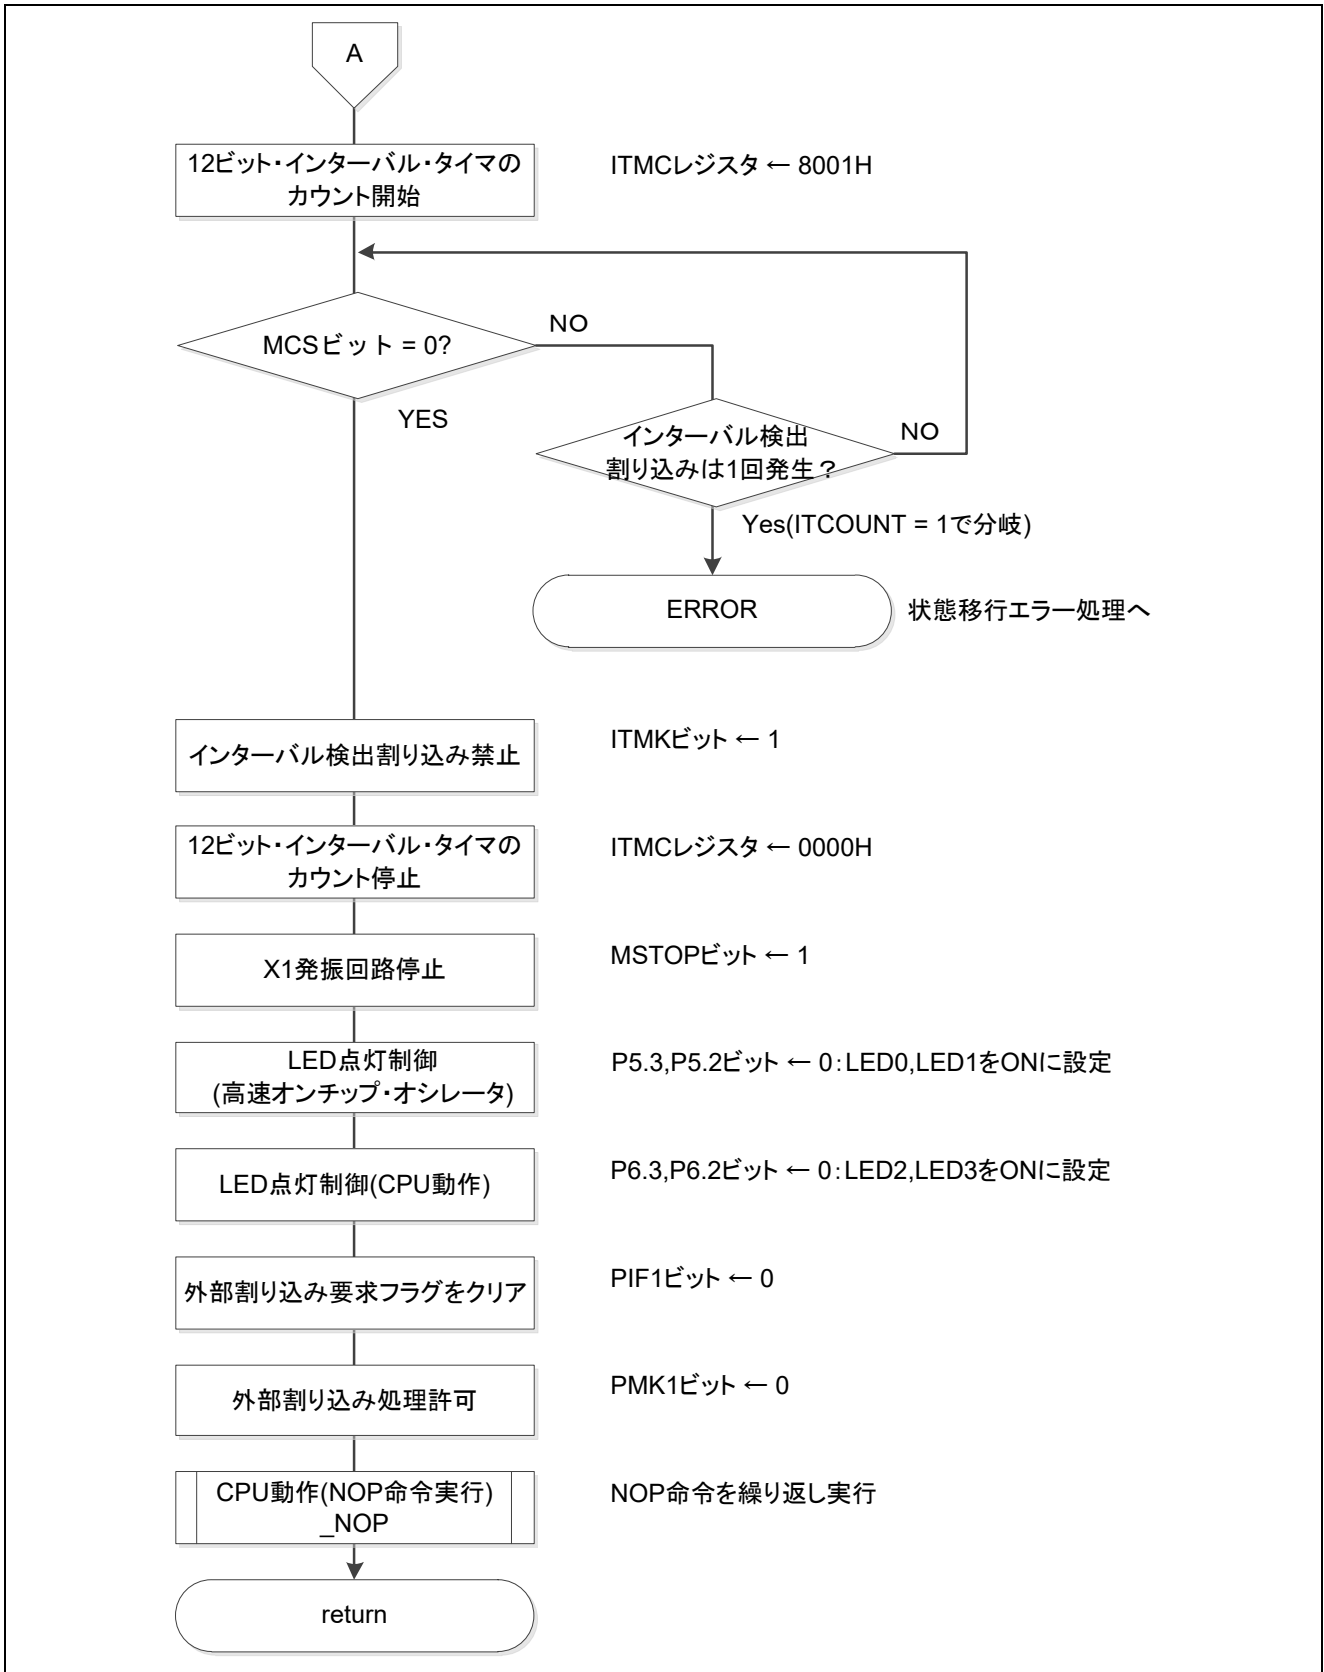 A
12ビット・インターバル・タイマの
カウント開始
ITMCレジスタ ← 8001H
MCSビット = 0?
NO
YES
インターバル検出
割り込みは1回発生？
NO
Yes(ITCOUNT = 1で分岐)
ERROR
状態移行エラー処理へ
インターバル検出割り込み禁止
ITMKビット ← 1
12ビット・インターバル・タイマの
カウント停止
ITMCレジスタ ← 0000H
X1発振回路停止
MSTOPビット ← 1
LED点灯制御
(高速オンチップ・オシレータ)
P5.3,P5.2ビット ← 0：LED0,LED1をONに設定
LED点灯制御(CPU動作)
P6.3,P6.2ビット ← 0：LED2,LED3をONに設定
外部割り込み要求フラグをクリア
PIF1ビット ← 0
外部割り込み処理許可
PMK1ビット ← 0
CPU動作(NOP命令実行)
_NOP
NOP命令を繰り返し実行
return